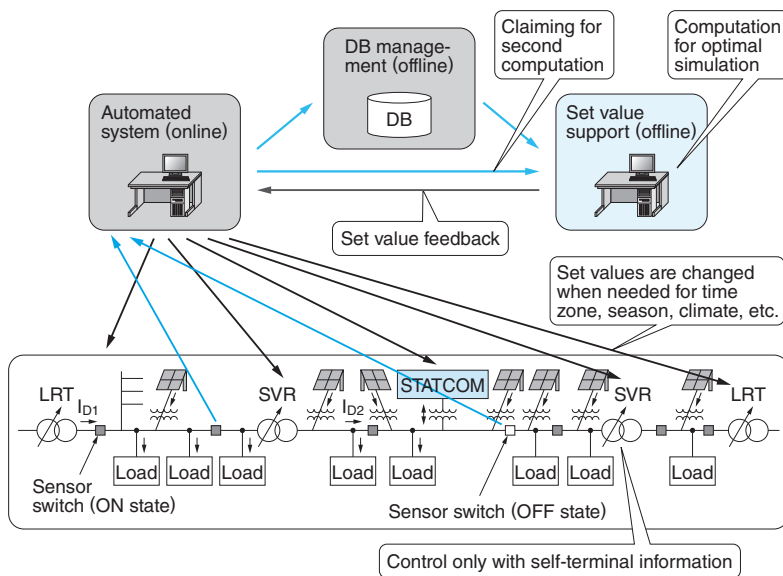 Claiming for
second
computation
Computation
for optimal
simulation
DB manage-
ment (offline)
DB
Automated
system (online)
Set value
support (offline)
Set value feedback
Set values are changed
when needed for time
zone, season, climate, etc.
LRT
ID1
SVR
ID2
STATCOM
SVR
LRT
Load
Load
Load
Load
Load
Load
Load
Load
Sensor
switch (ON state)
Sensor switch (OFF state)
Control only with self-terminal information